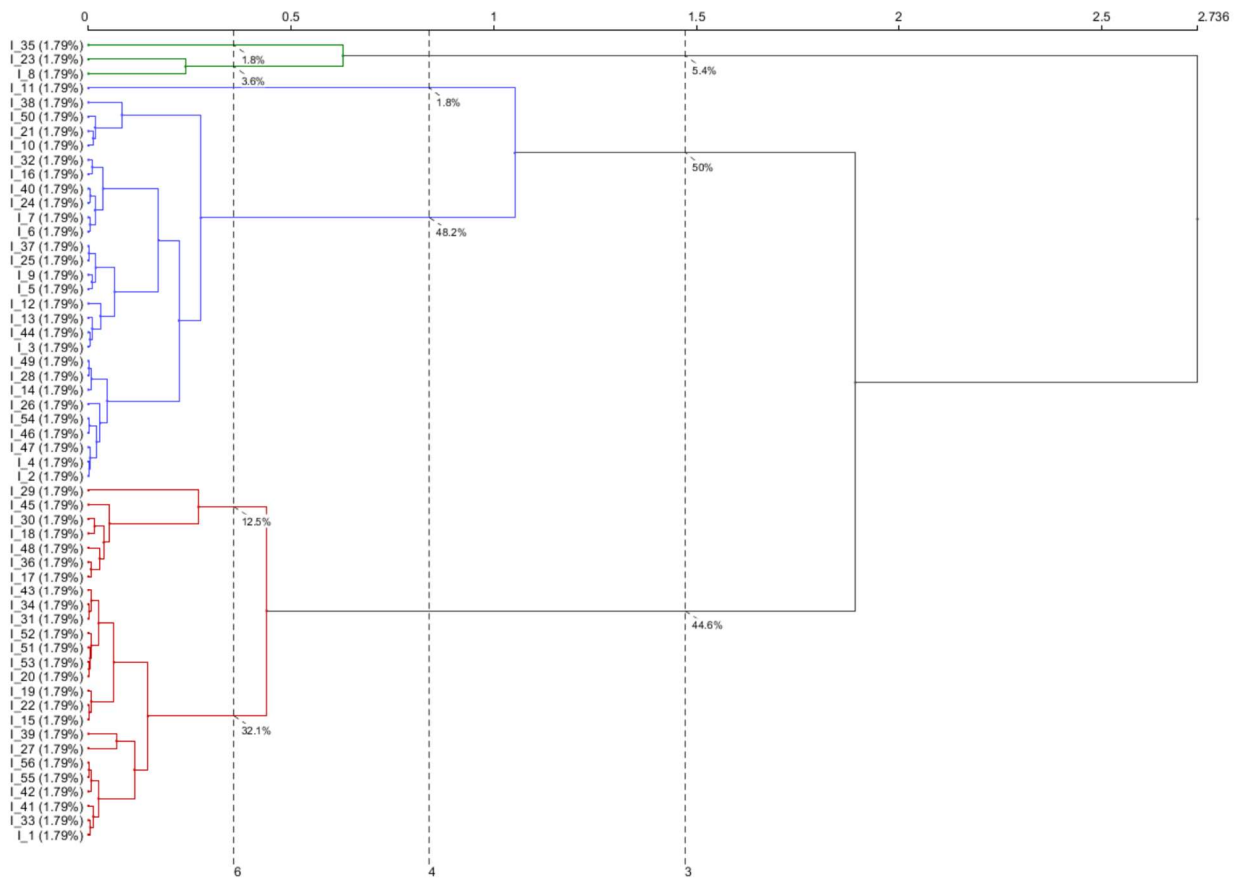 0 0.5 1 1.5 2 2.5 2.736
I_35 (1.79%)
I_23 (1.79%) 1.8%
I_8 (1.79%) 5.4%
3.6%
I_11 (1.79%)
I_38 (1.79%) 1.8%
I_50 (1.79%)
I_21 (1.79%)
I_10 (1.79%)
I_32 (1.79%)
I_16 (1.79%) 50%
I_40 (1.79%)
I_24 (1.79%)
I_7 (1.79%)
I_6 (1.79%) 48.2%
I_37 (1.79%)
I_25 (1.79%)
I_9 (1.79%)
I_5 (1.79%)
I_12 (1.79%)
I_13 (1.79%)
I_44 (1.79%)
I_3 (1.79%)
I_49 (1.79%)
I_28 (1.79%)
I_14 (1.79%)
I_26 (1.79%)
I_54 (1.79%)
I_46 (1.79%)
I_47 (1.79%)
I_4 (1.79%)
I_2 (1.79%)
I_29 (1.79%)
I_45 (1.79%)
I_30 (1.79%) 12.5%
I_18 (1.79%)
I_48 (1.79%)
I_36 (1.79%)
I_17 (1.79%)
I_43 (1.79%)
I_34 (1.79%)
I_31 (1.79%) 44.6%
I_52 (1.79%)
I_51 (1.79%)
I_53 (1.79%)
I_20 (1.79%)
I_19 (1.79%)
I_22 (1.79%)
I_15 (1.79%)
I_39 (1.79%) 32.1%
I_27 (1.79%)
I_56 (1.79%)
I_55 (1.79%)
I_42 (1.79%)
I_41 (1.79%)
I_33 (1.79%)
I_1 (1.79%)
6 4 3